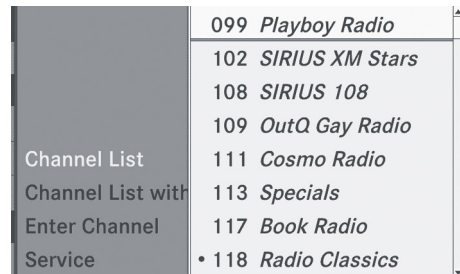 099 Playboy Radio
102 SIRIUS XM Stars
108 SIRIUS 108
109 OutQ Gay Radio
Channel List
111 Cosmo Radio
Channel List with
113 Specials
Enter Channel
117 Book Radio
Service
• 118 Radio Classics